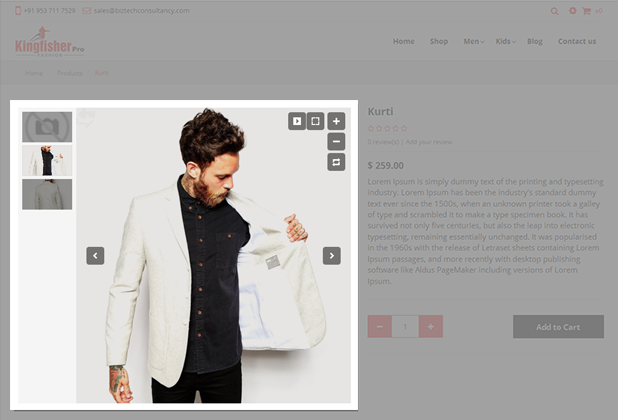 +91 953 711 7529 sales@biztechconsultancy.com
Kingfisher Pro
FASHION
Home Shop Men Kids Blog Contact us
Home Products Kurti
Kurti
0 review(s) | Add your review
$ 259.00
Lorem Ipsum is simply dummy text of the printing and typesetting
industry. Lorem Ipsum has been the industry's standard dummy
text ever since the 1500s, when an unknown printer took a galley
of type and scrambled it to make a type specimen book. It has
survived not only five centuries, but also the leap into electronic
typesetting, remaining essentially unchanged. It was popularised
in the 1960s with the release of Letraset sheets containing Lorem
Ipsum passages, and more recently with desktop publishing
software like Aldus PageMaker including versions of Lorem
Ipsum.
1
Add to Cart